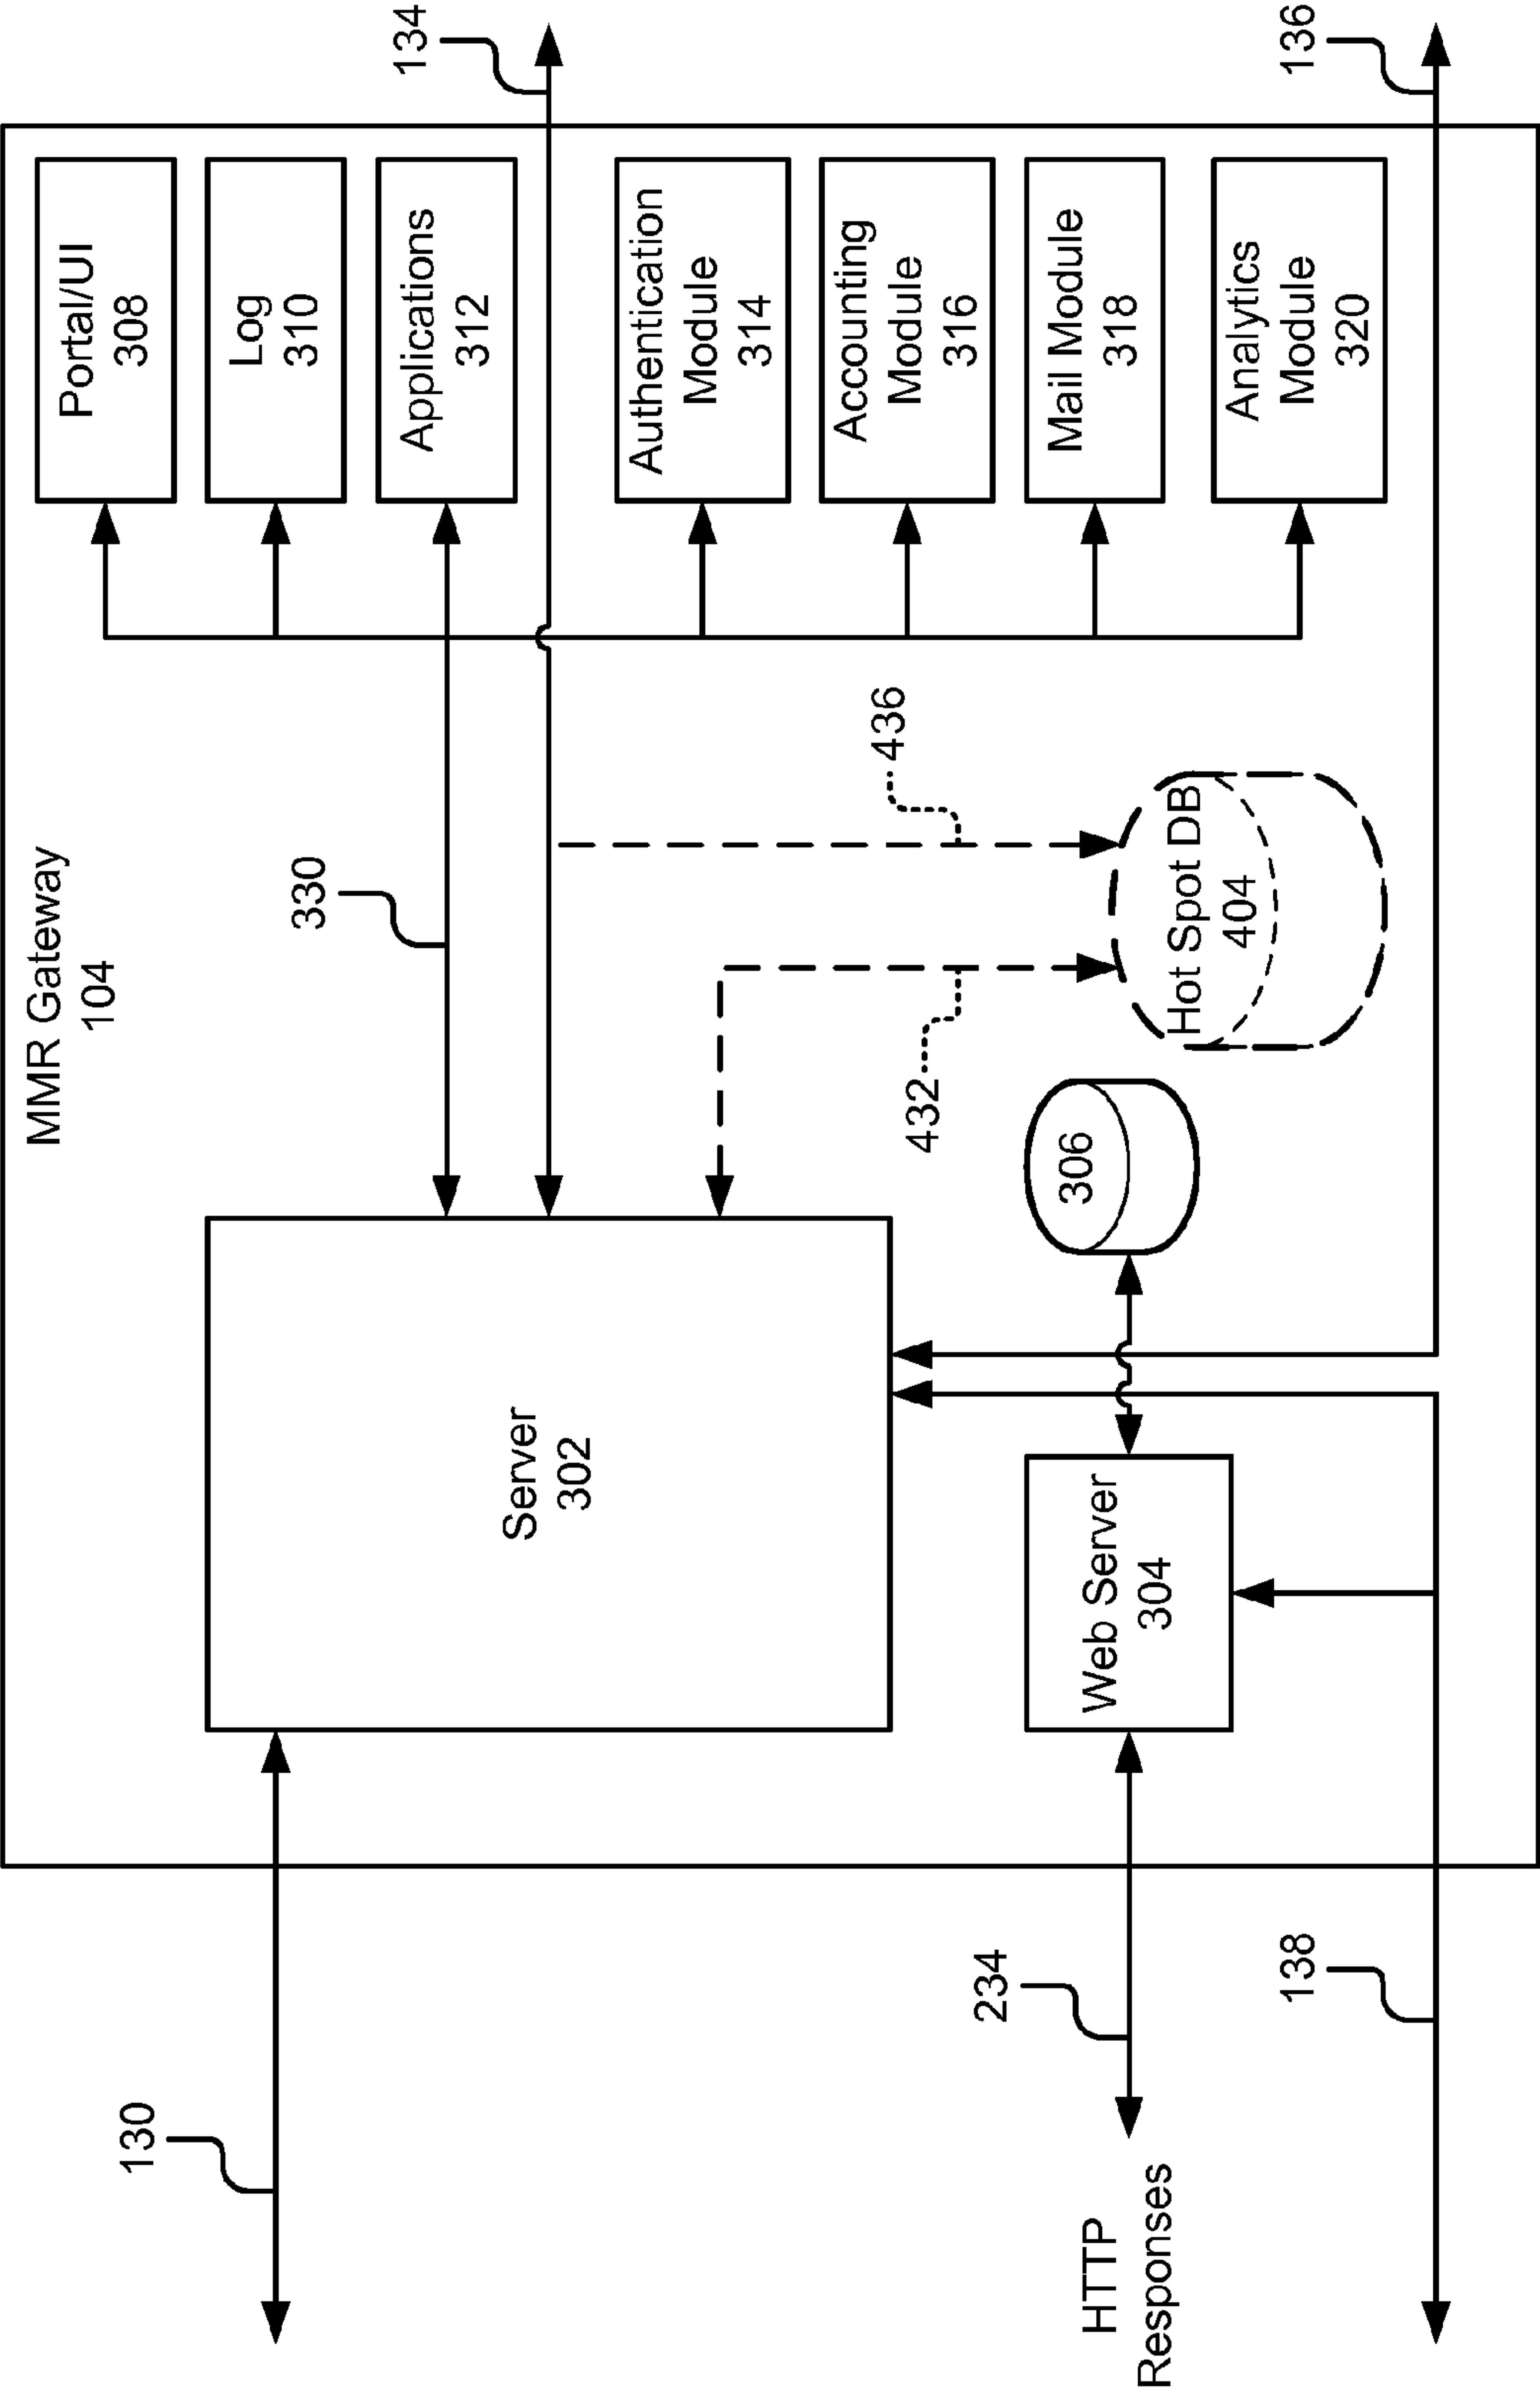 MMR Gateway
104
130
330
134
Portal/UI
308
Log
310
Applications
312
Server
302
Authentication
Module
314
Accounting
Module
316
Mail Module
318
Analytics
Module
320
436
432
Hot Spot DB
404
306
Web Server
304
234
HTTP
Responses
138
136